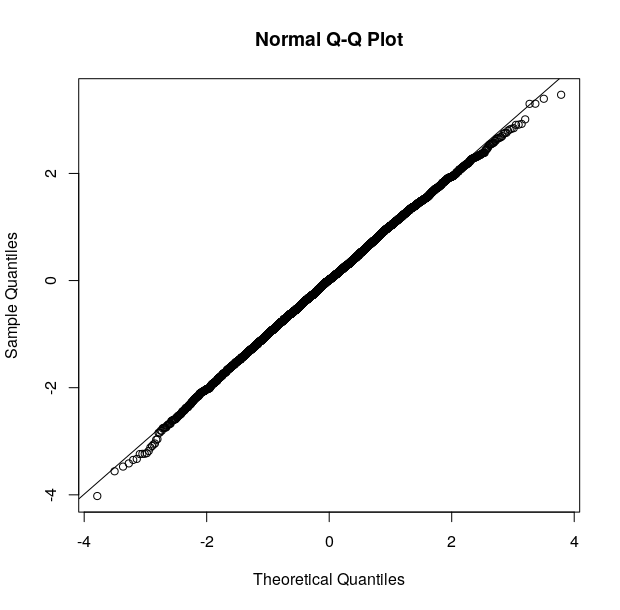 Normal Q-Q Plot
2
0
-2
-4
Sample Quantiles
-4 -2 0 2 4
Theoretical Quantiles